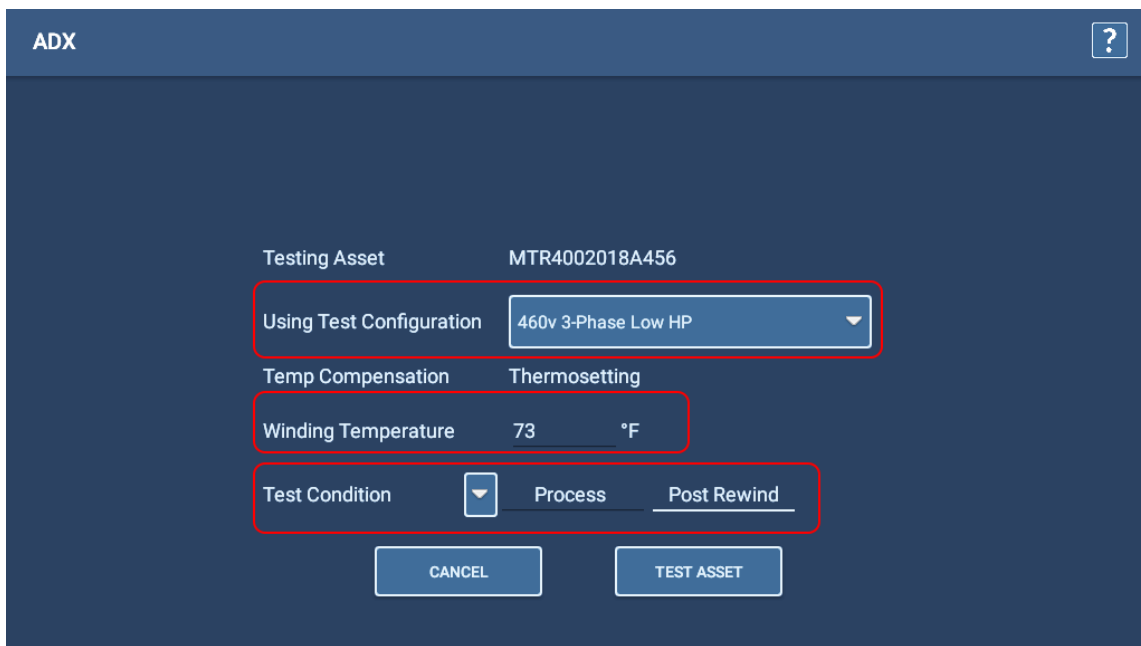 ADX ?
Testing Asset MTR4002018A456
Using Test Configuration 460v 3-Phase Low HP
Temp Compensation Thermosetting
Winding Temperature 73 °F
Test Condition Process Post Rewind
CANCEL TEST ASSET